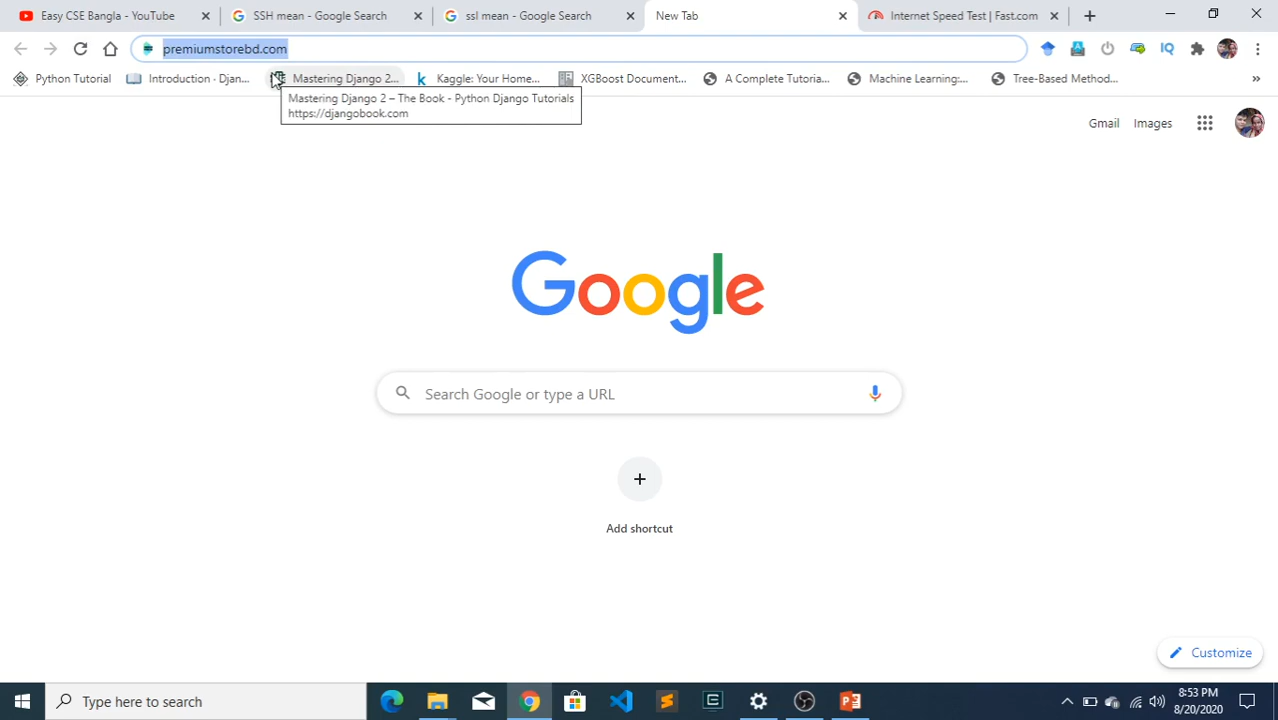 Easy CSE Bangla - YouTube
SSH mean - Google Search
ssl mean - Google Search
New Tab
Internet Speed Test | Fast.com
premiumstorebd.com
IQ
Python Tutorial
Introduction · Djan...
Mastering Django 2...
Kaggle: Your Home...
XGBoost Document...
A Complete Tutoria...
Machine Learning:...
Tree-Based Method...
»
Mastering Django 2 – The Book - Python Django Tutorials
https://djangobook.com
Gmail
Images
Google
Search Google or type a URL
Add shortcut
Customize
Type here to search
8:53 PM
8/20/2020